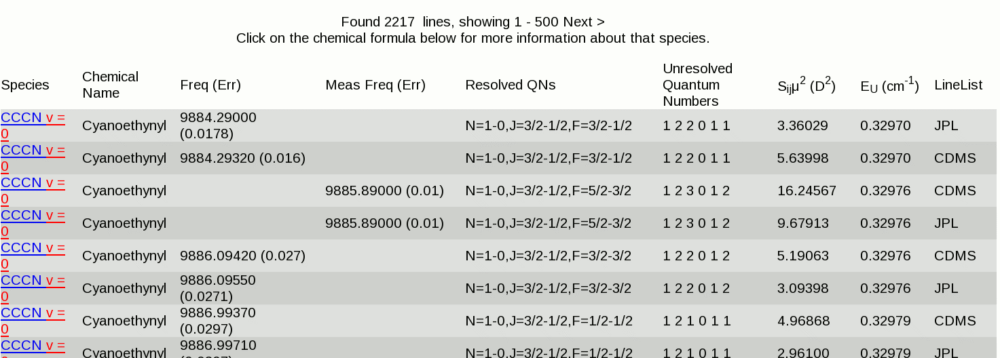 Found 2217 lines, showing 1 - 500 Next >
Click on the chemical formula below for more information about that species.
Species Chemical Name Freq (Err) Meas Freq (Err) Resolved QNs Unresolved Quantum Numbers Sijμ2 (D2) EU (cm-1) LineList
CCCN v = 0 Cyanoethynyl 9884.29000 (0.0178) N=1-0,J=3/2-1/2,F=3/2-1/2 1 2 2 0 1 1 3.36029 0.32970 JPL
CCCN v = 0 Cyanoethynyl 9884.29320 (0.016) N=1-0,J=3/2-1/2,F=3/2-1/2 1 2 2 0 1 1 5.63998 0.32970 CDMS
CCCN v = 0 Cyanoethynyl 9885.89000 (0.01) N=1-0,J=3/2-1/2,F=5/2-3/2 1 2 3 0 1 2 16.24567 0.32976 CDMS
CCCN v = 0 Cyanoethynyl 9885.89000 (0.01) N=1-0,J=3/2-1/2,F=5/2-3/2 1 2 3 0 1 2 9.67913 0.32976 JPL
CCCN v = 0 Cyanoethynyl 9886.09420 (0.027) N=1-0,J=3/2-1/2,F=3/2-3/2 1 2 2 0 1 2 5.19063 0.32976 CDMS
CCCN v = 0 Cyanoethynyl 9886.09550 (0.0271) N=1-0,J=3/2-1/2,F=3/2-3/2 1 2 2 0 1 2 3.09398 0.32976 JPL
CCCN v = 0 Cyanoethynyl 9886.99370 (0.0297) N=1-0,J=3/2-1/2,F=1/2-1/2 1 2 1 0 1 1 4.96868 0.32979 CDMS
CCCN v = Cyanoethynyl 9886.99710 N=1-0,J=3/2-1/2,F=1/2-1/2 1 2 1 0 1 1 2.96100 0.32979 JPL